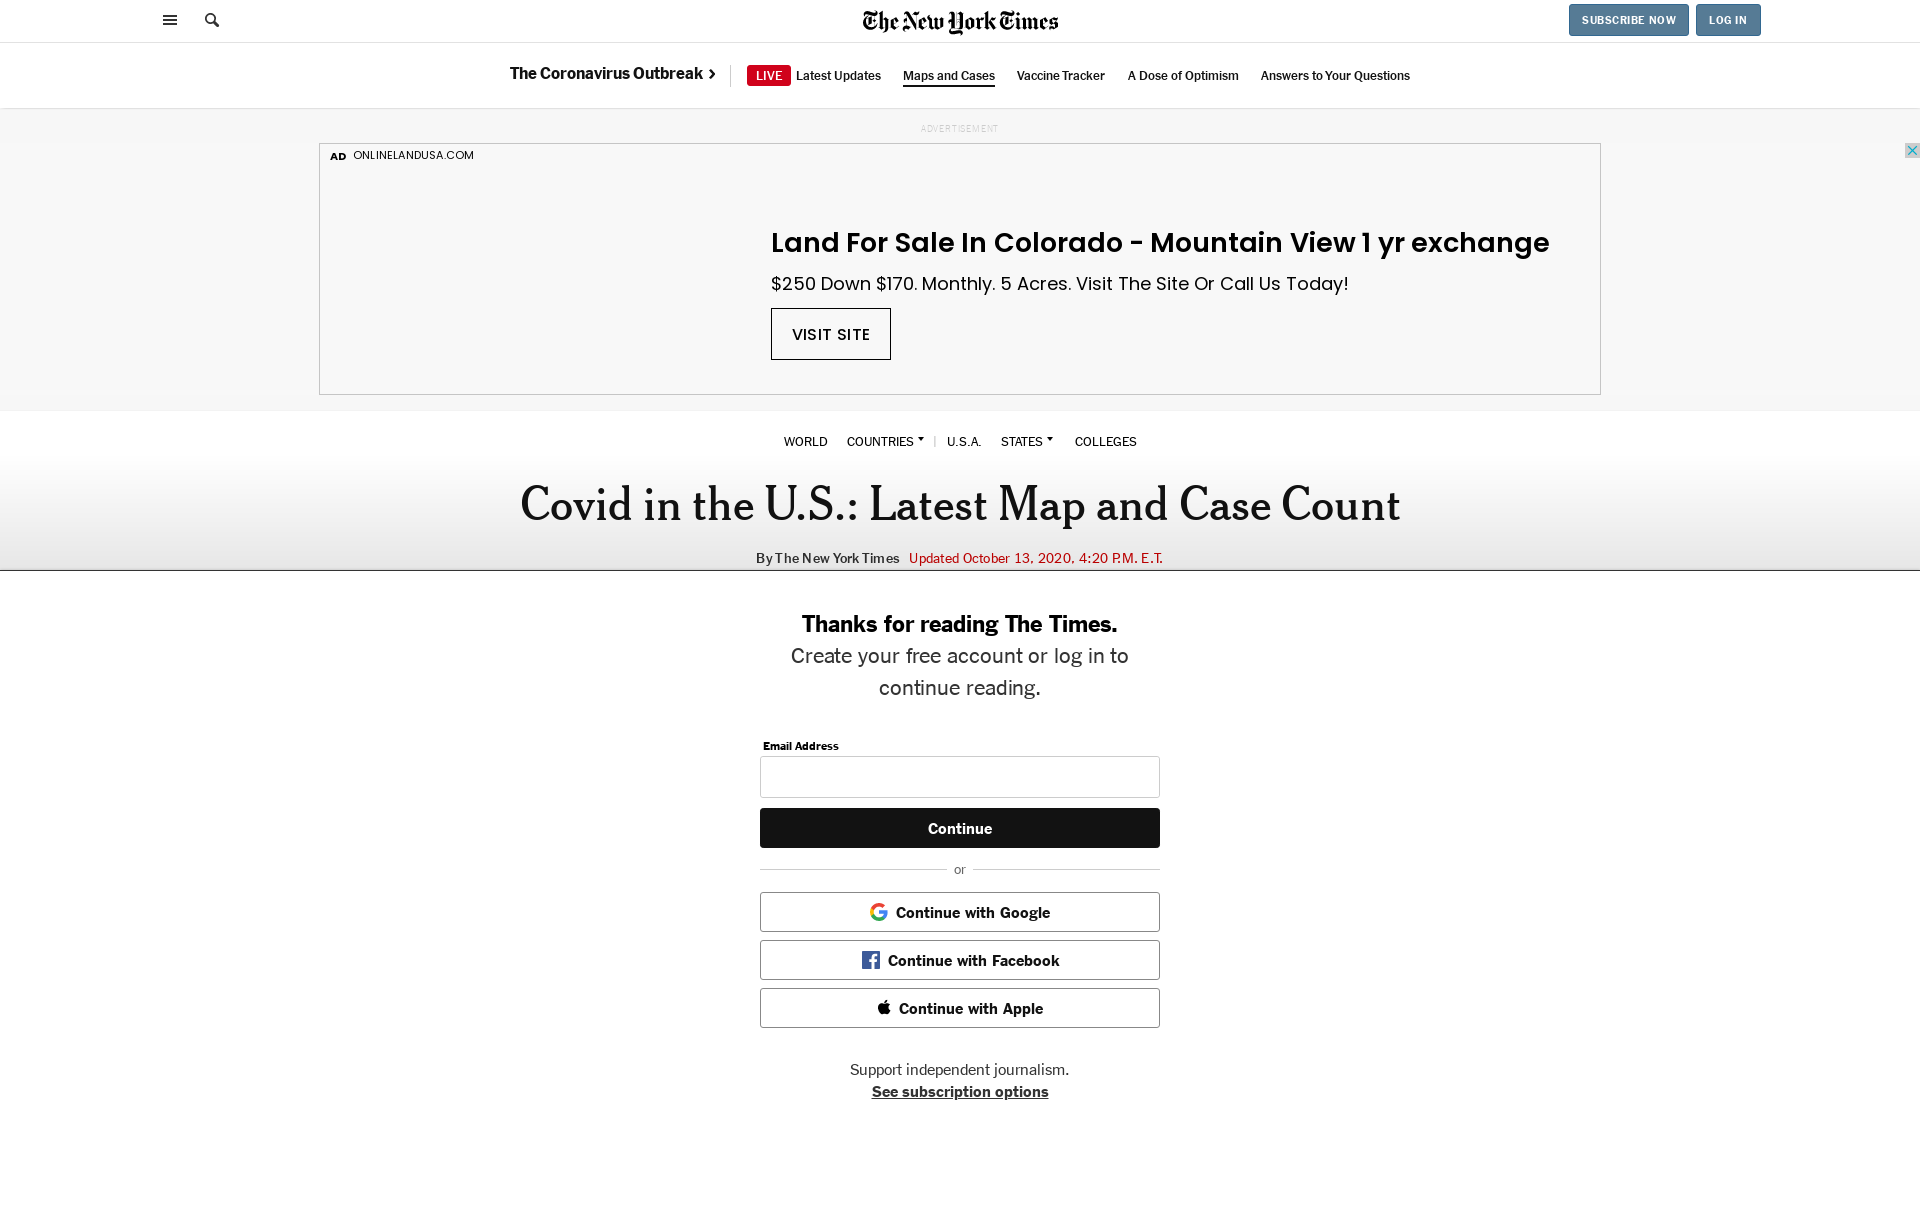 The New York Times
SUBSCRIBE NOW
LOG IN
The Coronavirus Outbreak
LIVE Latest Updates
Maps and Cases
Vaccine Tracker
A Dose of Optimism
Answers to Your Questions
ADVERTISEMENT
AD ONLINELANDUSA.COM
Land For Sale In Colorado - Mountain View 1 yr exchange
$250 Down $170. Monthly. 5 Acres. Visit The Site Or Call Us Today!
VISIT SITE
WORLD COUNTRIES | U.S.A. STATES COLLEGES
Covid in the U.S.: Latest Map and Case Count
By The New York Times Updated October 13, 2020, 4:20 P.M. E.T.
Thanks for reading The Times.
Create your free account or log in to
continue reading.
Email Address
Continue
or
Continue with Google
Continue with Facebook
Continue with Apple
Support independent journalism.
See subscription options